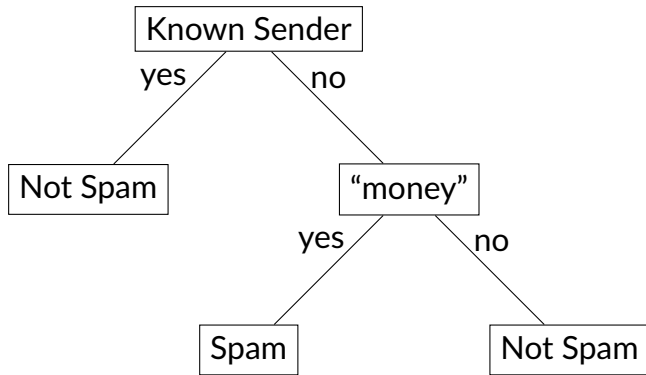 Known Sender
yes
no
Not Spam
“money”
yes
no
Spam
Not Spam